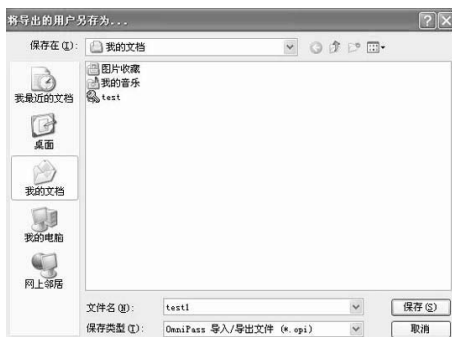 将导出的用户另存为...
保存在(I):
我的文档
图片收藏
我的音乐
test
我最近的文档
桌面
我的文档
我的电脑
网上邻居
文件名(N):
test1
保存(S)
保存类型(T):
OmniPass 导入/导出文件 (*.opi)
取消